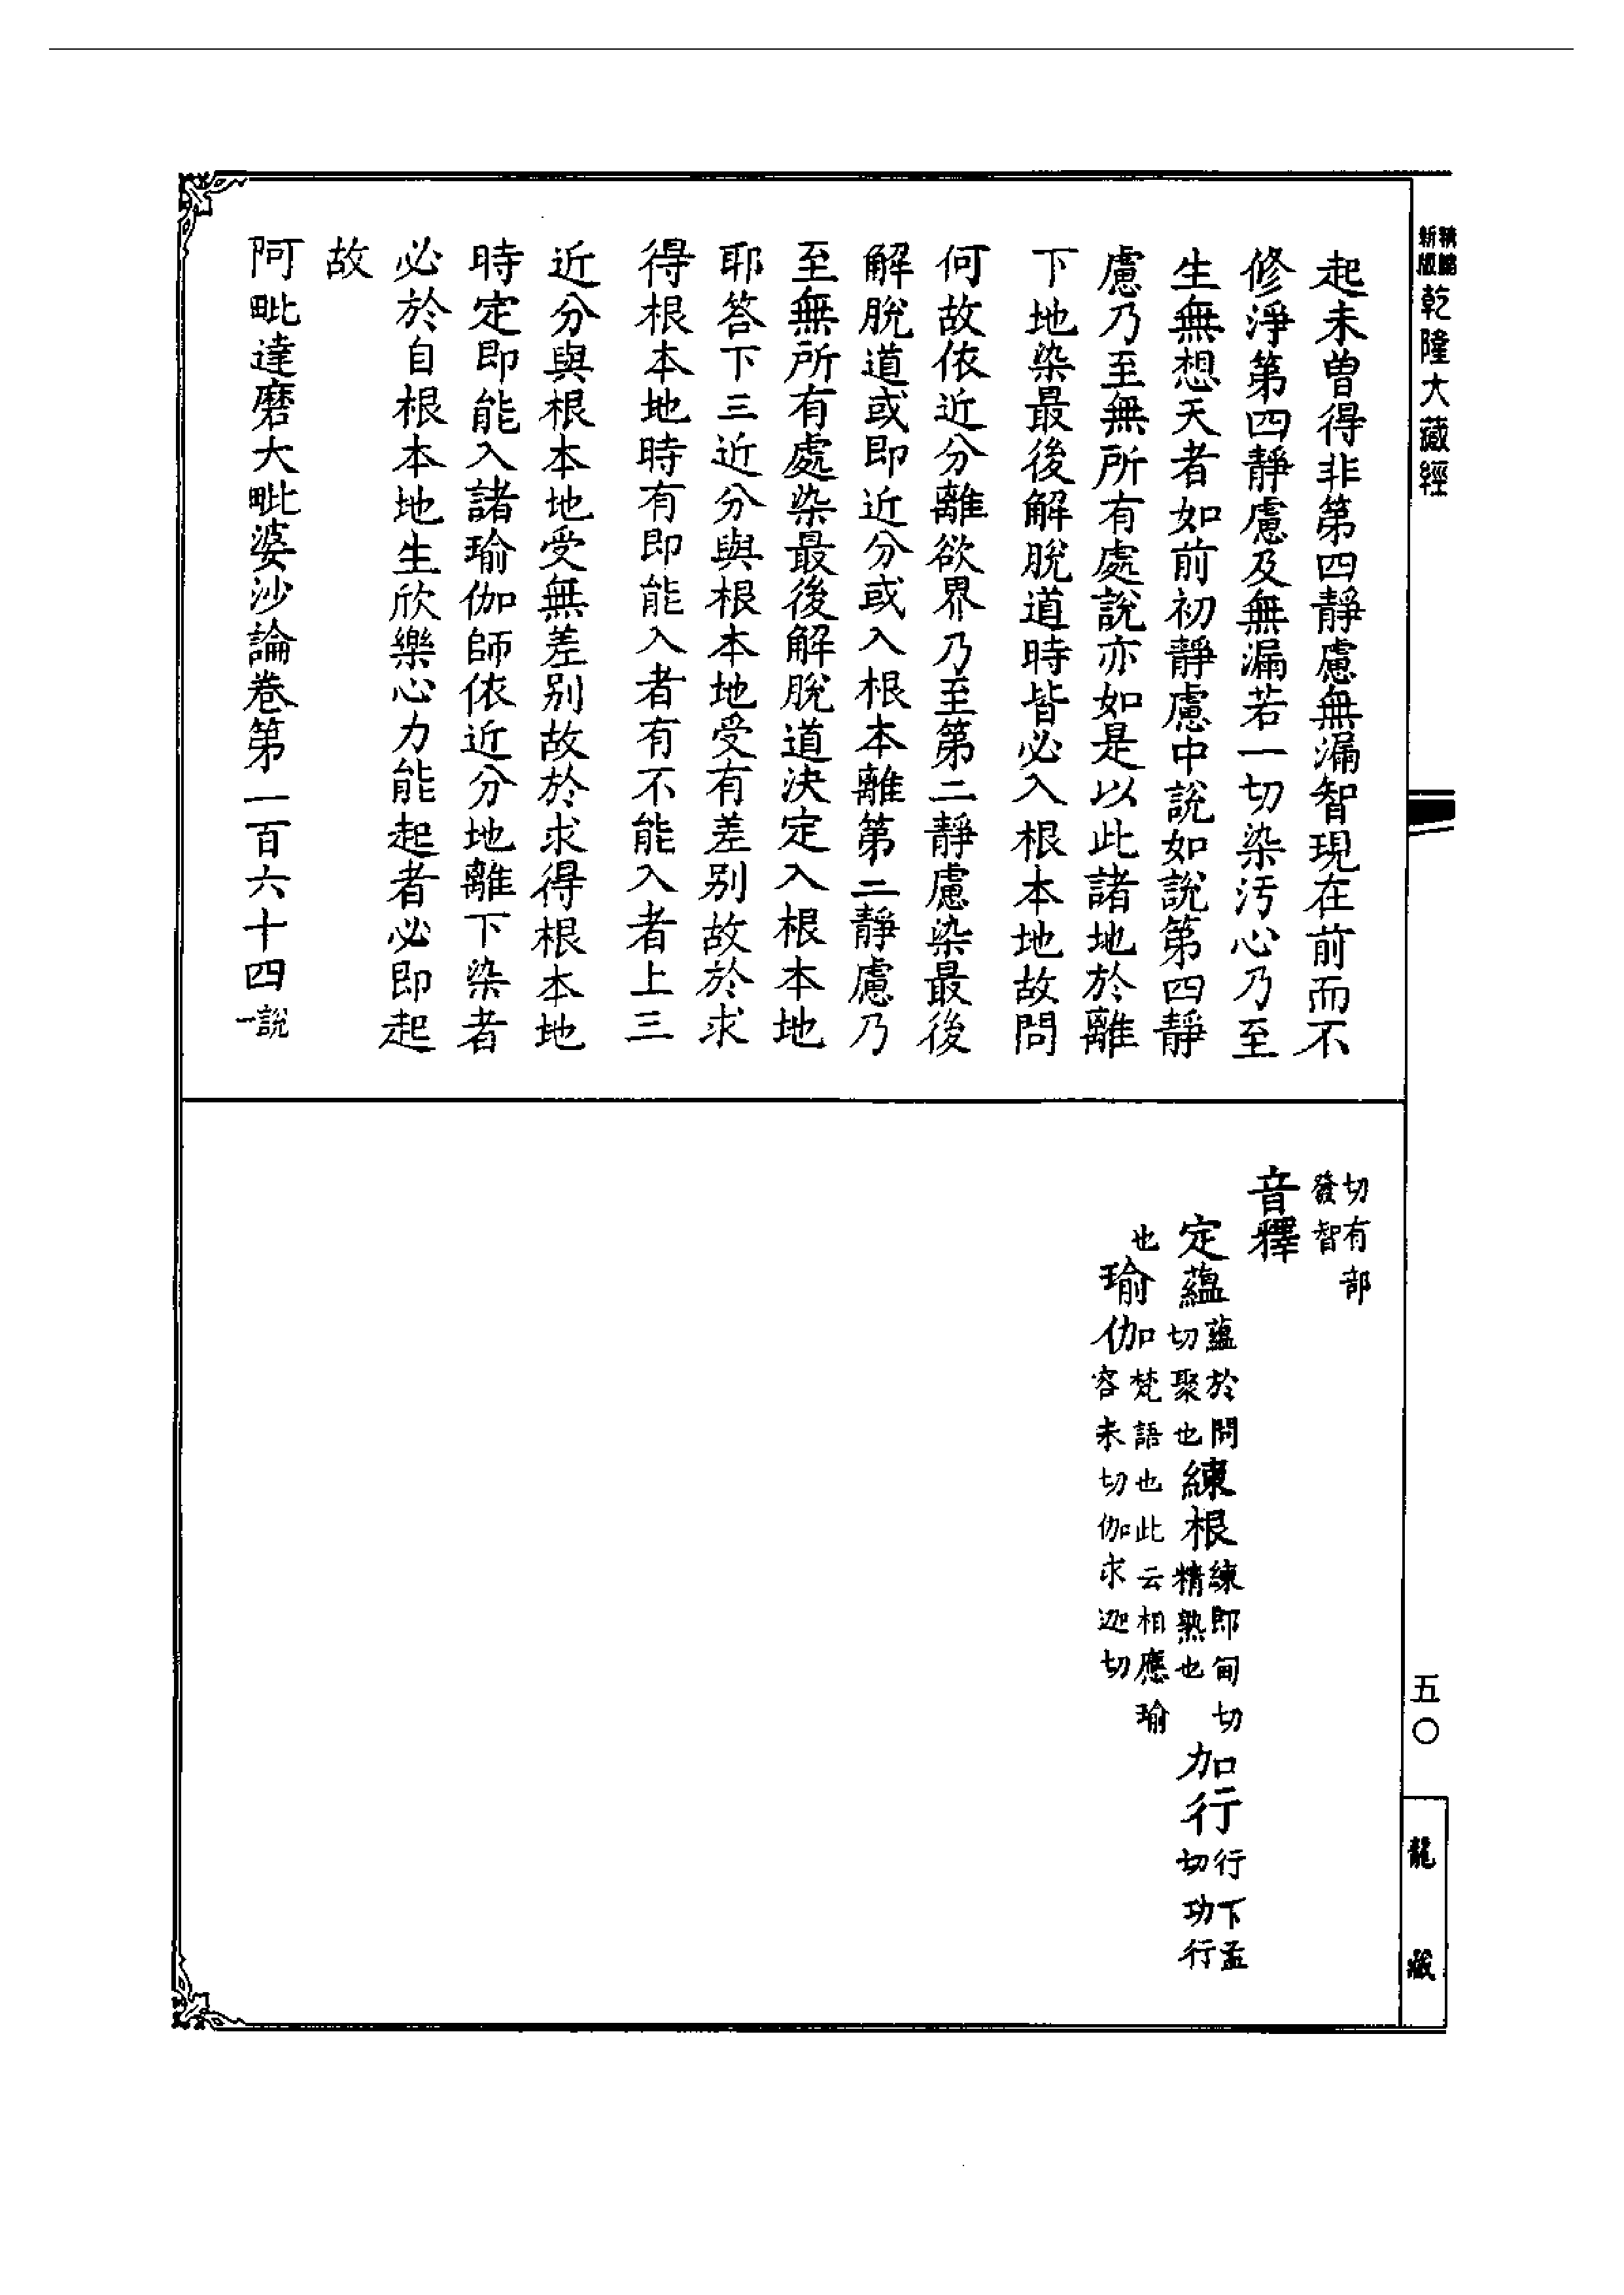 新版精縮乾隆大藏經
起未曾得非第四靜慮無漏智現在前而不
修淨第四靜慮及無漏若一切染污心乃至
生無想天者如前初靜慮中說如說第四靜
慮乃至無所有處說亦如是以此諸地於離
下地染最後解脫道時皆必入根本地故問
何故依近分離欲界乃至第二靜慮染最後
解脫道或即近分或入根本離第二靜慮乃
至無所有處染最後解脫道決定入根本地
耶答下三近分與根本地受有差別故於求
得根本地時有即能入者有不能入者上三
近分與根本地受無差別故於求得根本地
時定即能入諸瑜伽師依近分地離下染者
必於自根本地生欣樂心力能起者必即起
故
阿毗達磨大毗婆沙論卷第一百六十四說一
切有部發智
音釋
定蘊蘊於問切聚也練根練郎甸切精熟也加行行下孟切功行
也瑜伽梵語也此云相應瑜容朱切伽求迦切
五〇
龍藏